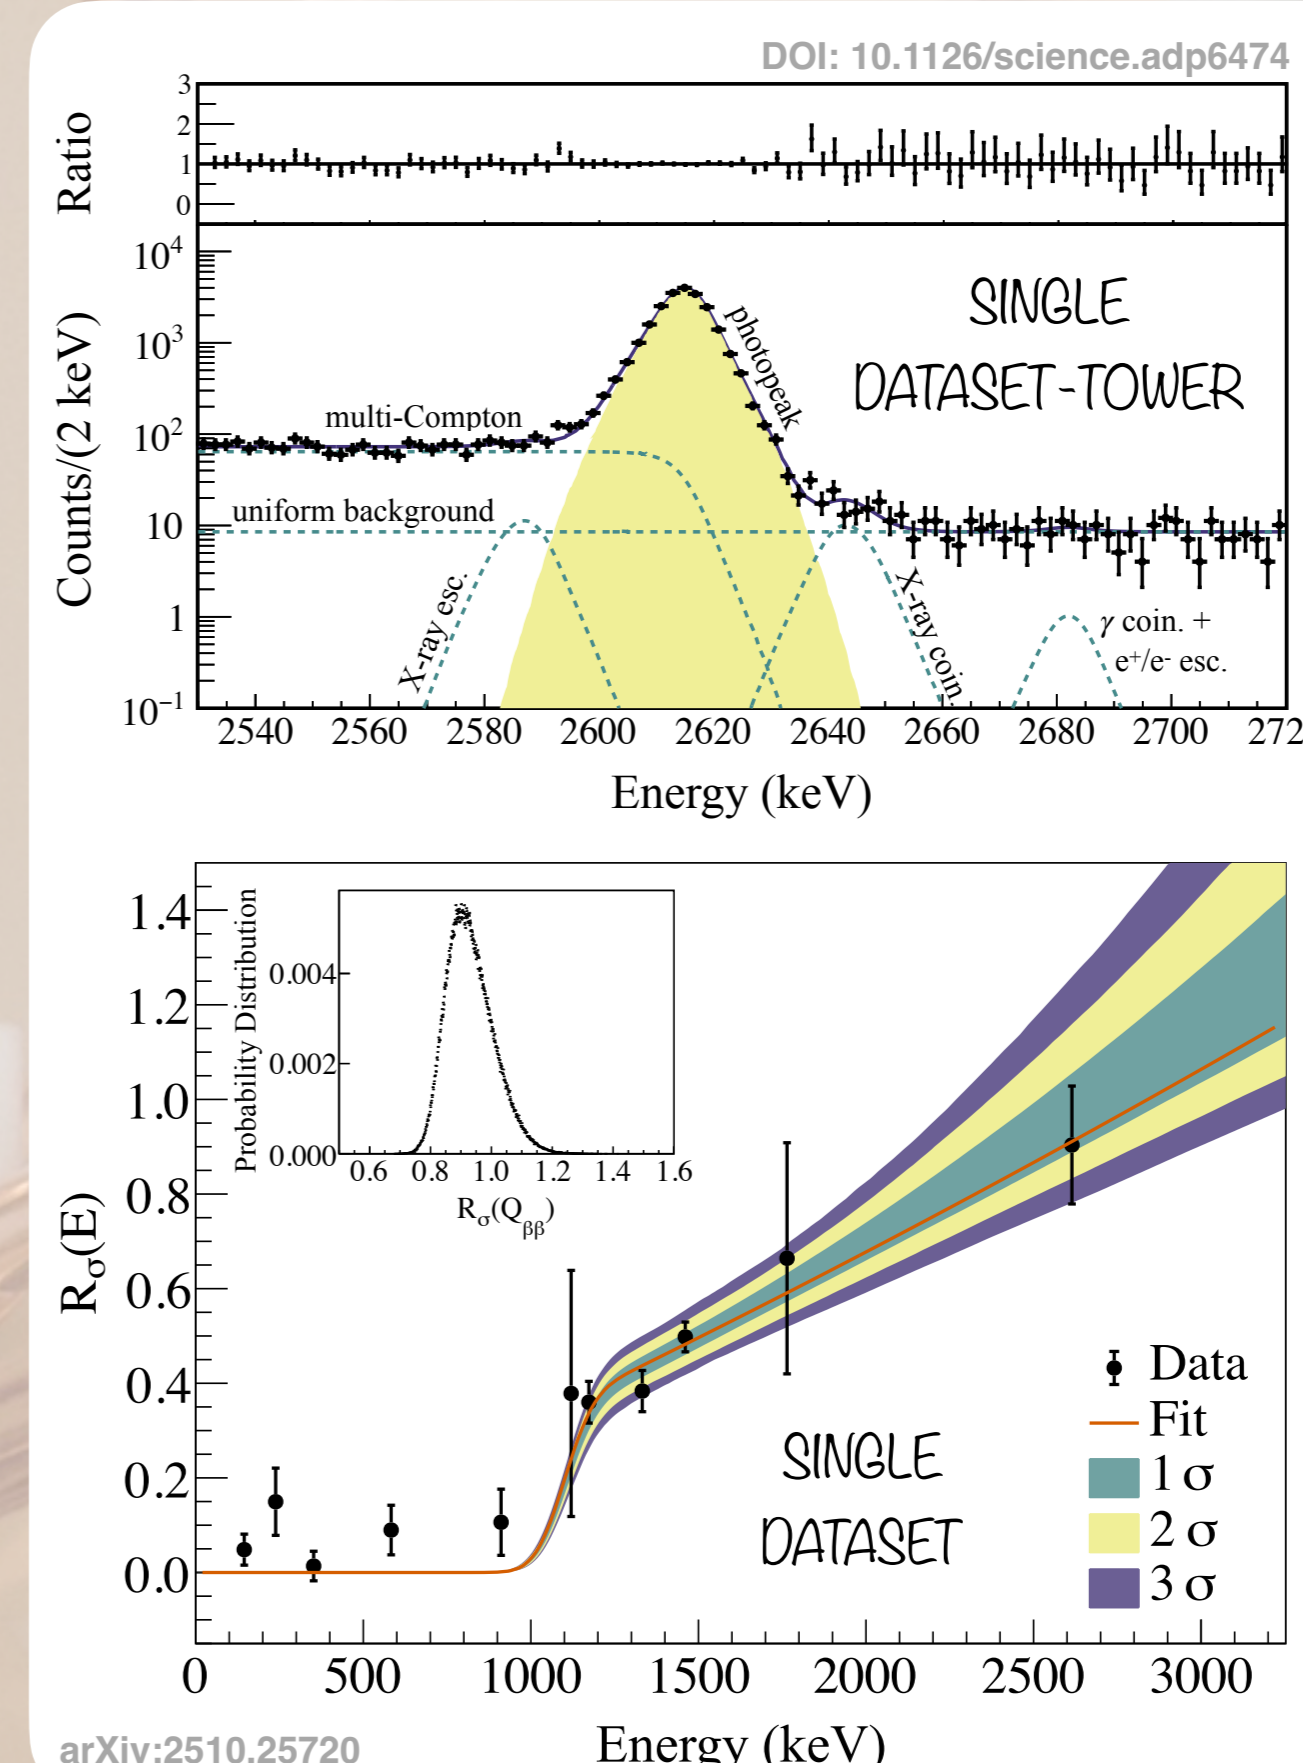 DOI: 10.1126/science.adp6474
Ratio
3
2
1
0
Counts/(2 keV)
10⁴
10³
10²
10
1
10⁻¹
SINGLE
DATASET-TOWER
photopeak
multi-Compton
uniform background
X-ray esc.
X-ray coin.
γ coin. +
e⁺/e⁻ esc.
2540 2560 2580 2600 2620 2640 2660 2680 2700 272
Energy (keV)
Rσ(E)
1.4
1.2
1.0
0.8
0.6
0.4
0.2
0.0
Probability Distribution
0.004
0.002
0.000
0.6 0.8 1.0 1.2 1.4 1.6
Rσ(Qββ)
Data
Fit
1 σ
2 σ
3 σ
SINGLE
DATASET
0 500 1000 1500 2000 2500 3000
Energy (keV)
arXiv:2510.25720